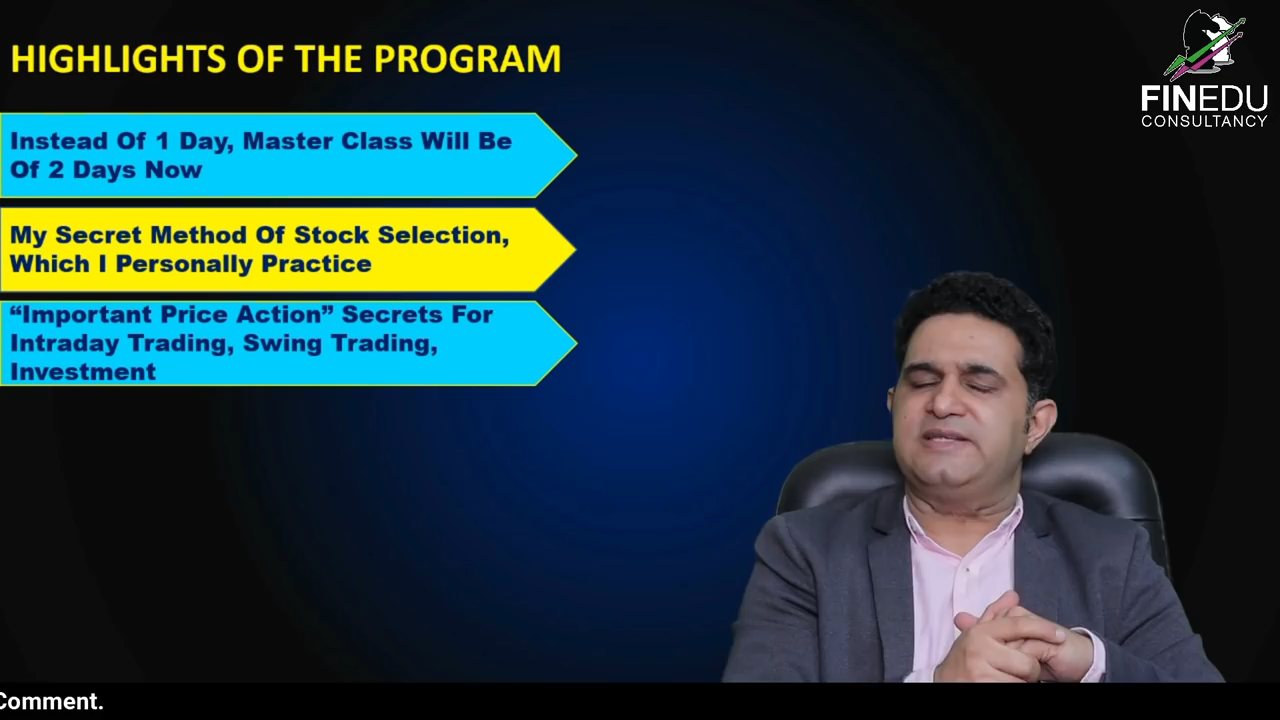 HIGHLIGHTS OF THE PROGRAM
FINEDU
CONSULTANCY
Instead Of 1 Day, Master Class Will Be
Of 2 Days Now
My Secret Method Of Stock Selection,
Which I Personally Practice
“Important Price Action” Secrets For
Intraday Trading, Swing Trading,
Investment
Comment.